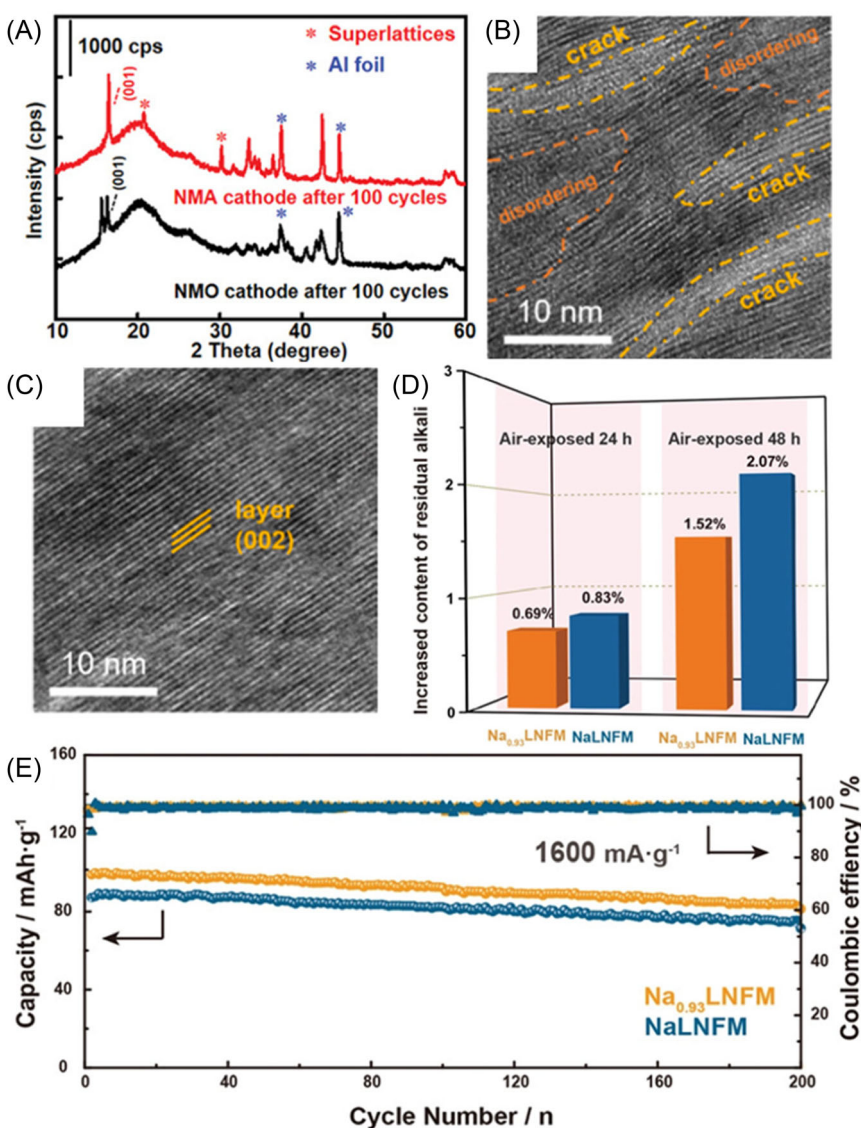 (A)
1000 cps
* Superlattices
* Al foil
(001)
*
*
*
*
NMA cathode after 100 cycles
(001)
*
*
NMO cathode after 100 cycles
Intensity (cps)
10 20 30 40 50 60
2 Theta (degree)
(B)
crack
disordering
disordering
crack
crack
10 nm
(C)
layer
(002)
10 nm
(D)
3
2
1
0
Increased content of residual alkali
Air-exposed 24 h
Air-exposed 48 h
0.69%
0.83%
1.52%
2.07%
Na0.93LNFM NaLNFM Na0.93LNFM NaLNFM
(E)
160
120
80
40
0
Capacity / mAh·g-1
1600 mA·g-1
100
80
60
40
20
Coulombic effiency / %
Na0.93LNFM
NaLNFM
0 40 80 120 160 200
Cycle Number / n